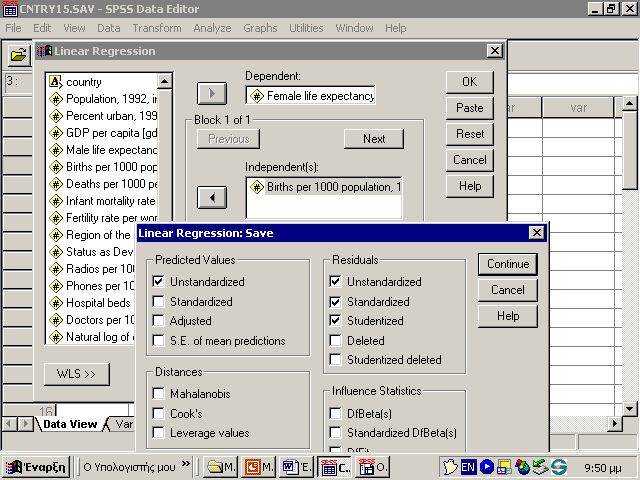 CNTRY15.SAV - SPSS Data Editor
File Edit View Data Transform Analyze Graphs Utilities Window Help
3 :
Linear Regression
country
Population, 1992, in
Percent urban, 1992
GDP per capita [gd
Male life expectanc
Births per 1000 pop
Deaths per 1000 p
Infant mortality rate
Fertility rate per wor
Region of the
Status as Dev
Radios per 100
Phones per 10
Hospital beds
Doctors per 10
Natural log of
WLS >>
Dependent:
Female life expectancy
Block 1 of 1
Previous Next
Independent(s):
Births per 1000 population, 1
OK
Paste
Reset
Cancel
Help
var
Linear Regression: Save
Predicted Values
Unstandardized
Standardized
Adjusted
S.E. of mean predictions
Distances
Mahalanobis
Cook's
Leverage values
Residuals
Unstandardized
Standardized
Studentized
Deleted
Studentized deleted
Influence Statistics
DfBeta(s)
Standardized DfBeta(s)
Continue
Cancel
Help
16
Data View Var
Έναρξη Ο Υπολογιστής μου » M. M. Έ. C.. O. EN 9:50 μμ